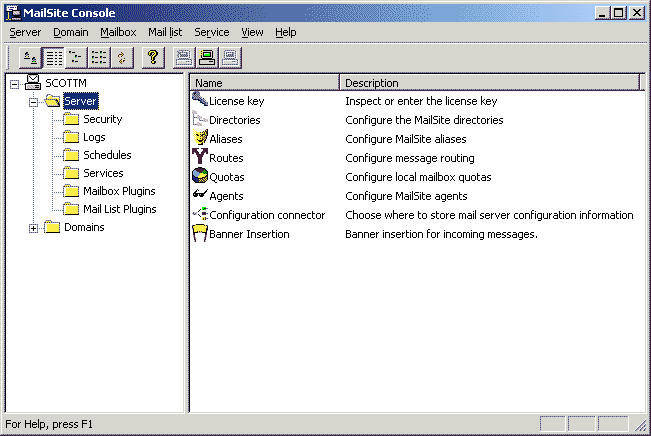 MailSite Console
Server Domain Mailbox Mail list Service View Help
SCOTTM
Server
Security
Logs
Schedules
Services
Mailbox Plugins
Mail List Plugins
Domains
Name Description
License key Inspect or enter the license key
Directories Configure the MailSite directories
Aliases Configure MailSite aliases
Routes Configure message routing
Quotas Configure local mailbox quotas
Agents Configure MailSite agents
Configuration connector Choose where to store mail server configuration information
Banner Insertion Banner insertion for incoming messages.
For Help, press F1